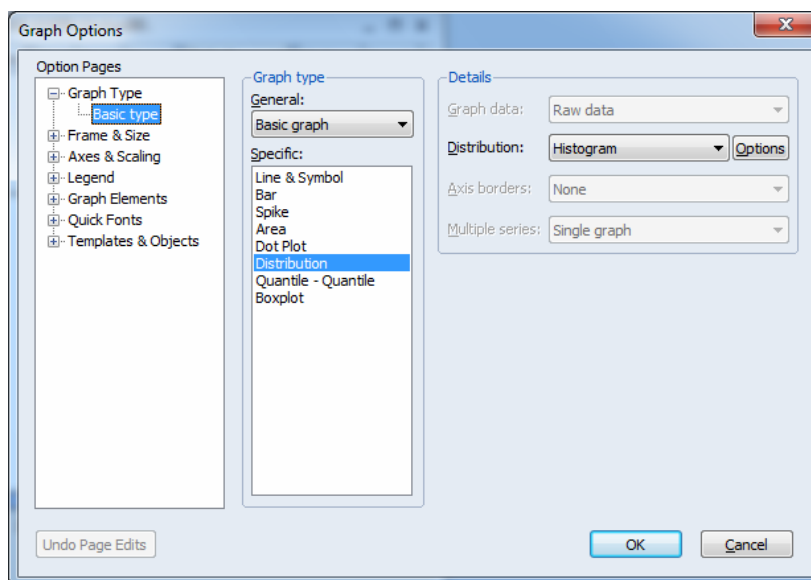 Graph Options
Option Pages
Graph Type
Basic type
Frame & Size
Axes & Scaling
Legend
Graph Elements
Quick Fonts
Templates & Objects
Graph type
General:
Basic graph
Specific:
Line & Symbol
Bar
Spike
Area
Dot Plot
Distribution
Quantile - Quantile
Boxplot
Details
Graph data: Raw data
Distribution: Histogram Options
Axis borders: None
Multiple series: Single graph
Undo Page Edits
OK Cancel